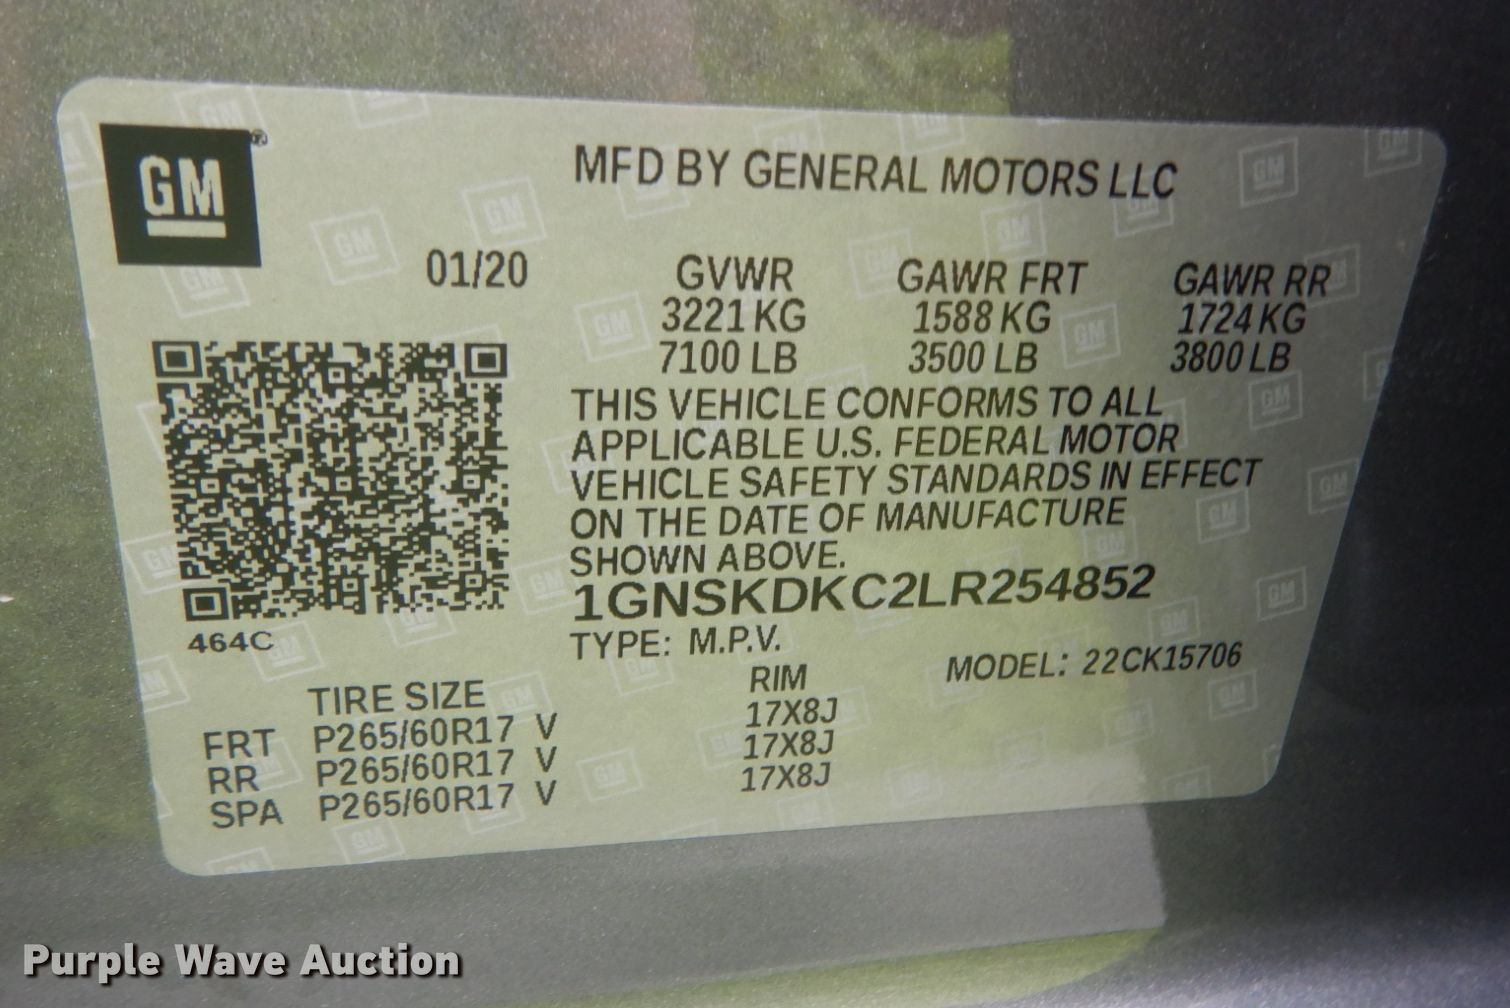 GM®
MFD BY GENERAL MOTORS LLC
01/20 GVWR GAWR FRT GAWR RR
3221 KG 1588 KG 1724 KG
7100 LB 3500 LB 3800 LB
THIS VEHICLE CONFORMS TO ALL
APPLICABLE U.S. FEDERAL MOTOR
VEHICLE SAFETY STANDARDS IN EFFECT
ON THE DATE OF MANUFACTURE
SHOWN ABOVE.
1GNSKDKC2LR254852
464C
TYPE: M.P.V.
MODEL: 22CK15706
TIRE SIZE RIM
FRT P265/60R17 V 17X8J
RR P265/60R17 V 17X8J
SPA P265/60R17 V 17X8J
Purple Wave Auction